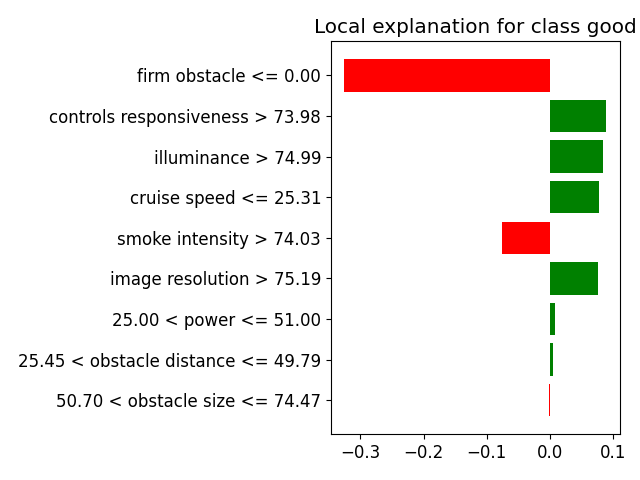 Local explanation for class good
firm obstacle <= 0.00
controls responsiveness > 73.98
illuminance > 74.99
cruise speed <= 25.31
smoke intensity > 74.03
image resolution > 75.19
25.00 < power <= 51.00
25.45 < obstacle distance <= 49.79
50.70 < obstacle size <= 74.47
−0.3 −0.2 −0.1 0.0 0.1